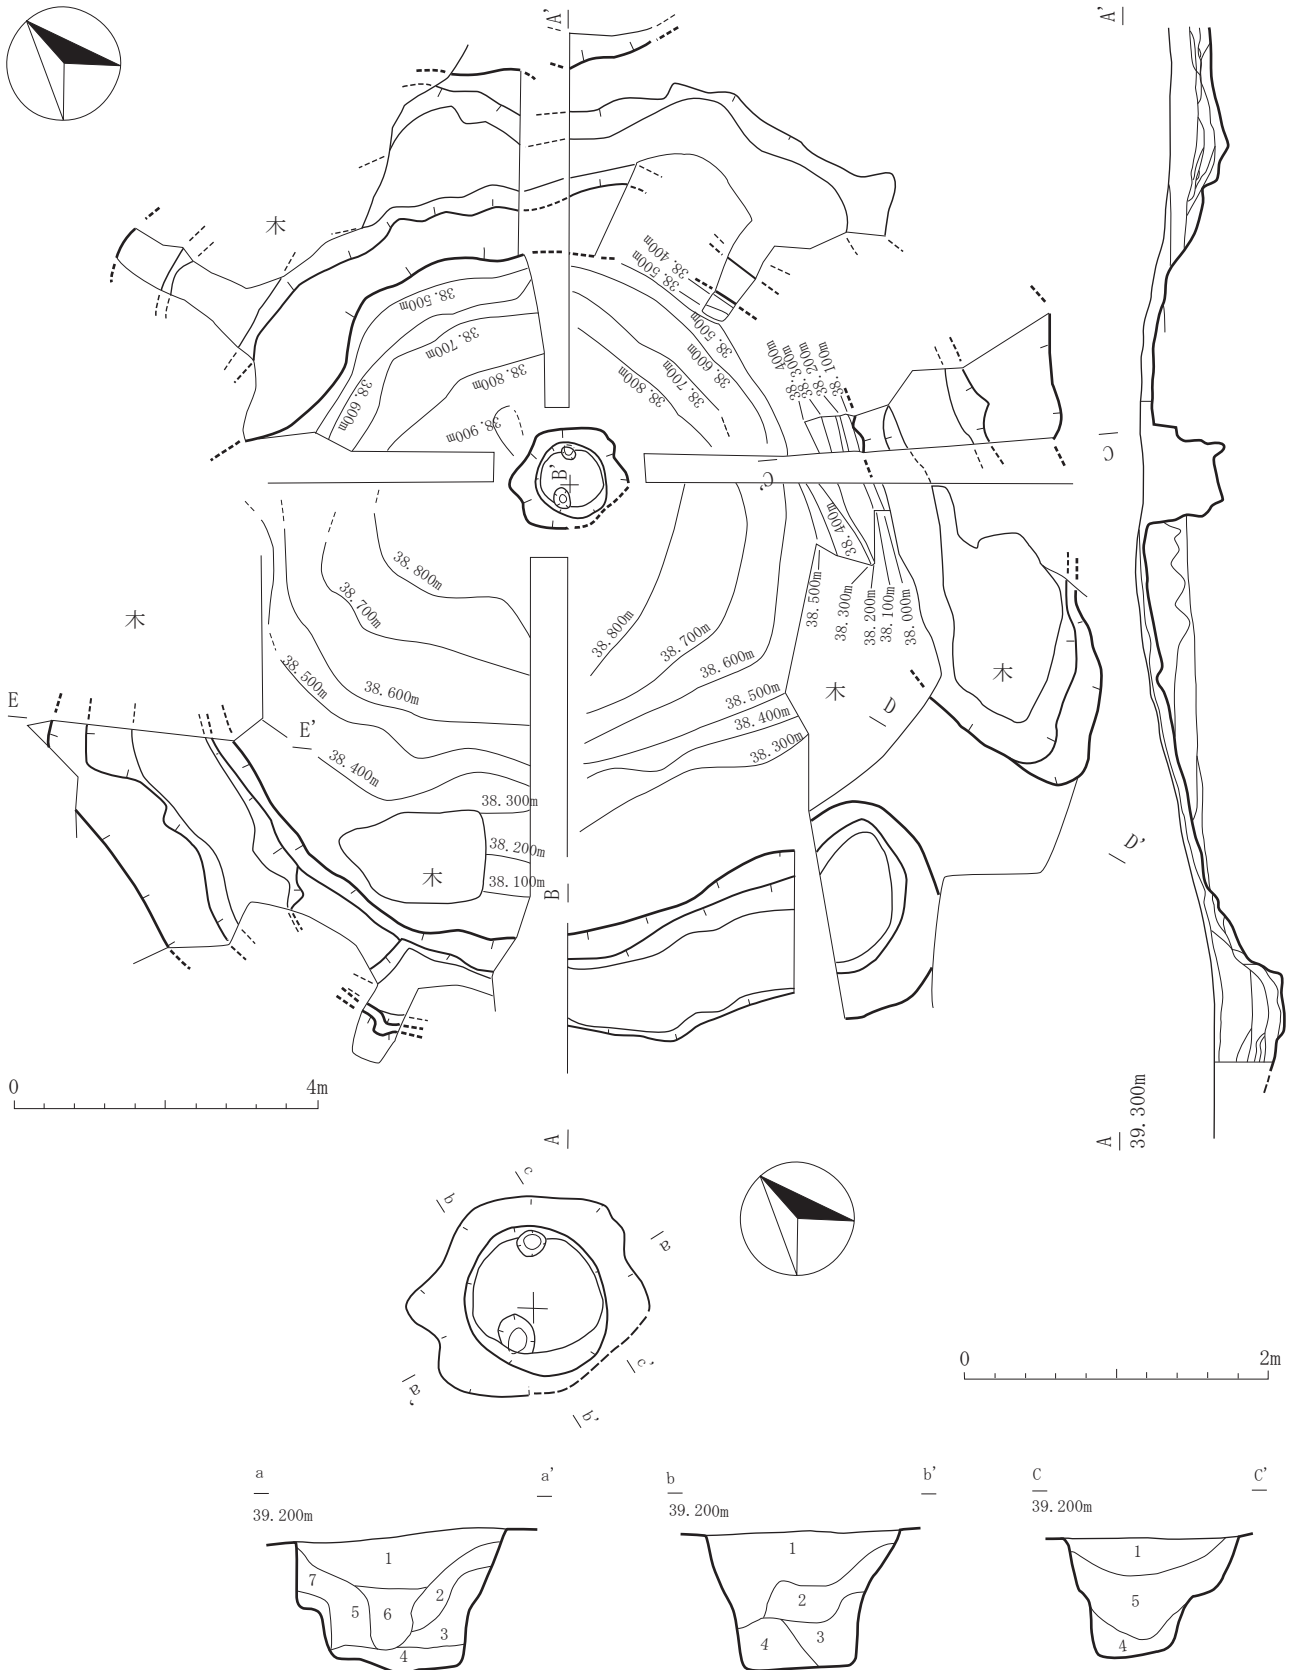 A'
A'
木
38.400m
38.500m
38.500m
38.500m
38.600m
38.700m
38.800m
38.700m
38.800m
38.600m
38.900m
38.400m
38.300m
38.200m
38.100m
B'
C'
C
38.800m
38.700m
38.500m
38.600m
38.400m
38.800m
38.700m
38.600m
38.500m
38.400m
38.300m
38.400m
38.500m
38.300m
38.200m
38.100m
38.000m
木
木
木
D
D'
E
E'
38.300m
38.200m
38.100m
木
B
0 4m
A
A
39.300m
c
b
a
c'
a'
b'
0 2m
a a'
39.200m
1
7
2
5 6
3
4
b b'
39.200m
1
2
3
4
C C'
39.200m
1
5
4